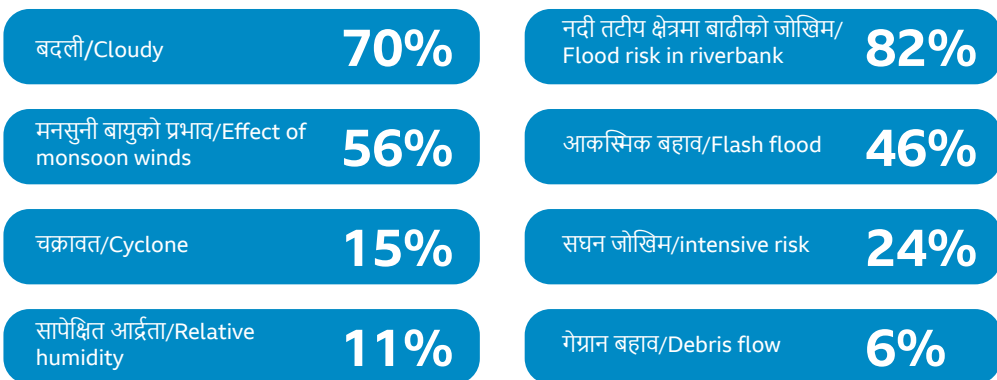 बदली/Cloudy
70%
मनसुनी बायुको प्रभाव/Effect of
monsoon winds
56%
चक्रावत/Cyclone
15%
सापेक्षित आर्द्रता/Relative
humidity
11%
नदी तटीय क्षेत्रमा बाढीको जोखिम/
Flood risk in riverbank
82%
आकस्मिक बहाव/Flash flood
46%
सघन जोखिम/intensive risk
24%
गेग्रान बहाव/Debris flow
6%